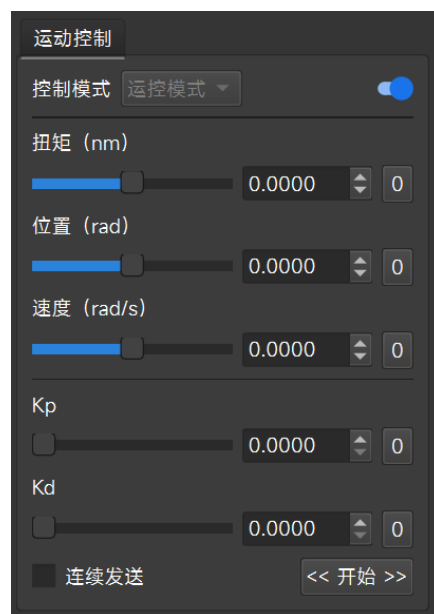 运动控制
控制模式 运控模式
扭矩（nm）
0.0000 0
位置（rad）
0.0000 0
速度（rad/s）
0.0000 0
Kp
0.0000 0
Kd
0.0000 0
连续发送 << 开始 >>